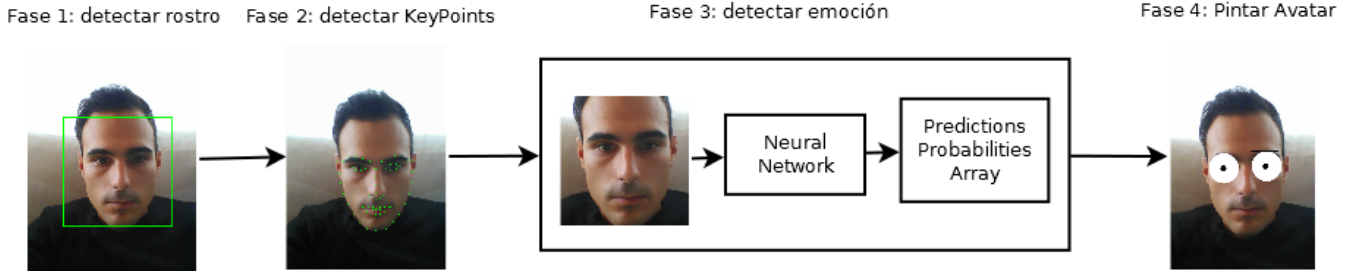 Fase 1: detectar rostro
Fase 2: detectar KeyPoints
Fase 3: detectar emoción
Fase 4: Pintar Avatar
Neural
Network
Predictions
Probabilities
Array